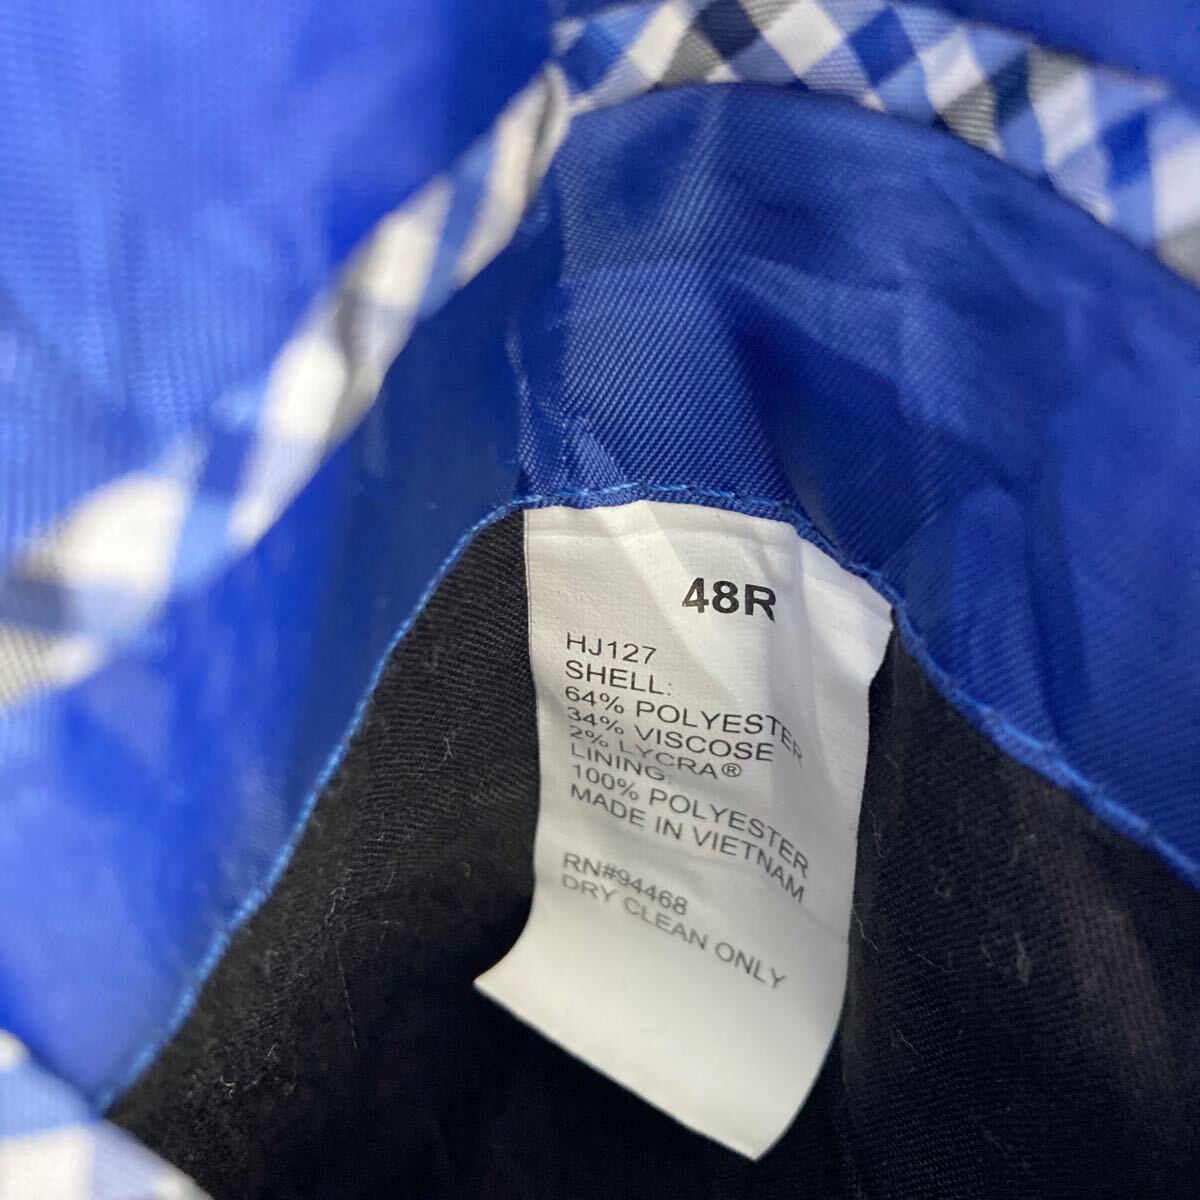 48R
HJ127
SHELL:
64% POLYESTER
34% VISCOSE
2% LYCRA®
LINING:
100% POLYESTER
MADE IN VIETNAM
RN#94468
DRY CLEAN ONLY